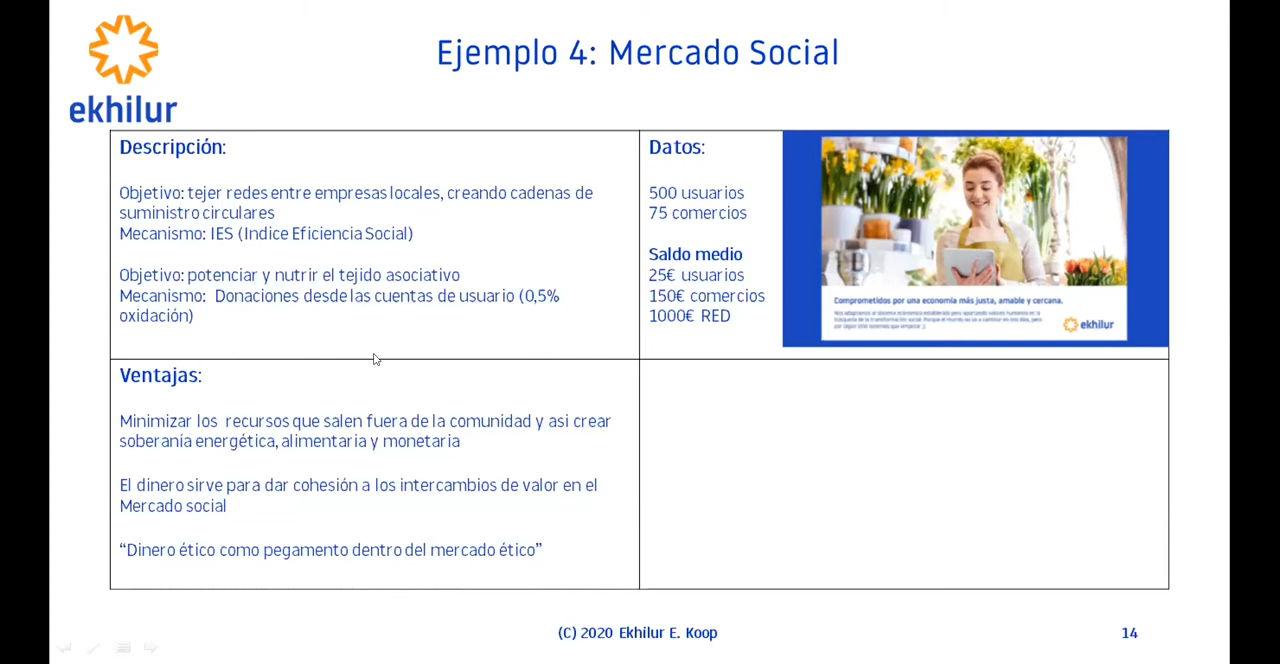 ekhilur
Ejemplo 4: Mercado Social
Descripción:
Objetivo: tejer redes entre empresas locales, creando cadenas de
suministro circulares
Mecanismo: IES (Indice Eficiencia Social)
Objetivo: potenciar y nutrir el tejido asociativo
Mecanismo: Donaciones desde las cuentas de usuario (0,5%
oxidación)
Datos:
500 usuarios
75 comercios
Saldo medio
25€ usuarios
150€ comercios
1000€ RED
Comprometidos por una economía más justa, amable y cercana.
ekhilur
Ventajas:
Minimizar los recursos que salen fuera de la comunidad y asi crear
soberanía energética, alimentaria y monetaria
El dinero sirve para dar cohesión a los intercambios de valor en el
Mercado social
“Dinero ético como pegamento dentro del mercado ético”
(C) 2020 Ekhilur E. Koop
14